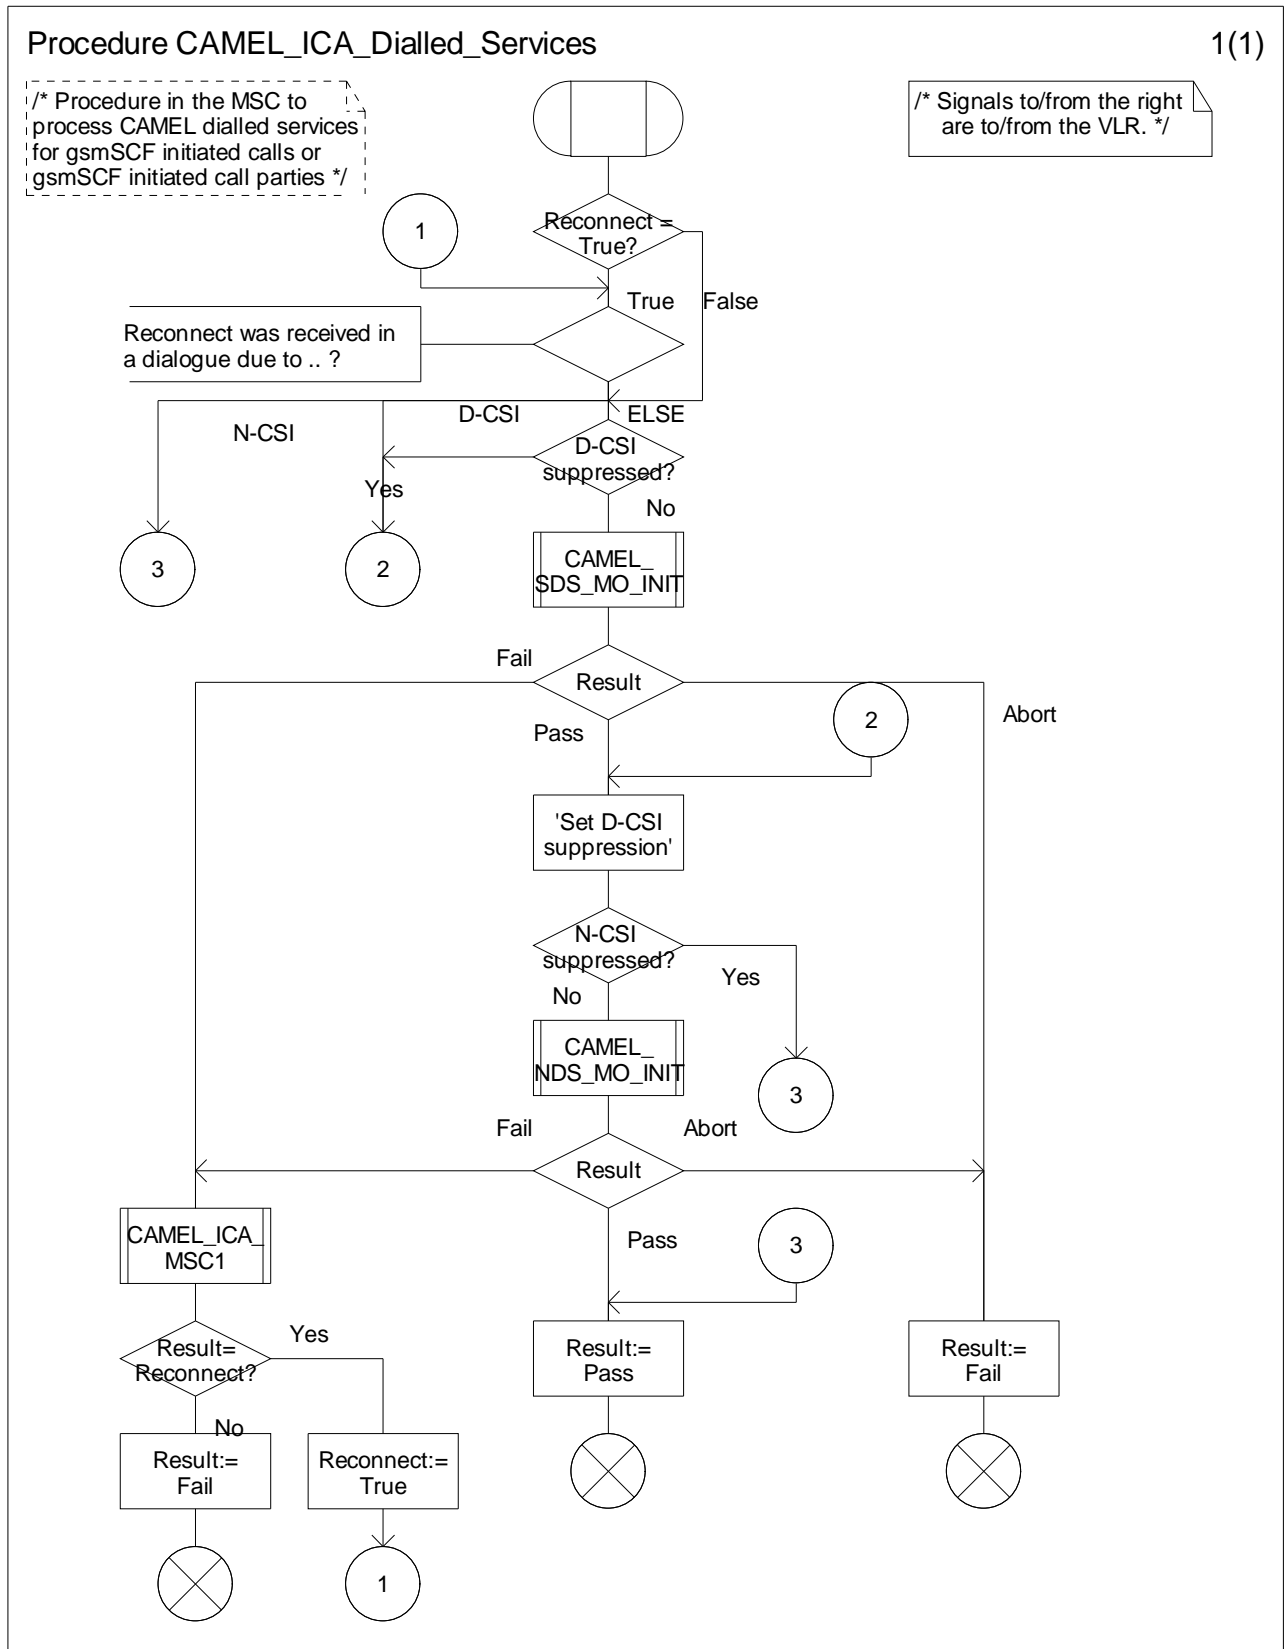 Procedure CAMEL_ICA_Dialled_Services
1(1)
/* Procedure in the MSC to
process CAMEL dialled services
for gsmSCF initiated calls or
gsmSCF initiated call parties */
/* Signals to/from the right
are to/from the VLR. */
1
Reconnect =
True?
True
False
Reconnect was received in
a dialogue due to .. ?
N-CSI
D-CSI
ELSE
D-CSI
suppressed?
Yes
No
3
2
CAMEL_
SDS_MO_INIT
Fail
Result
Abort
Pass
2
'Set D-CSI
suppression'
N-CSI
suppressed?
Yes
No
CAMEL_
NDS_MO_INIT
3
Fail
Abort
Result
Pass
3
CAMEL_ICA_
MSC1
Result=
Reconnect?
Yes
No
Result:=
Pass
Result:=
Fail
Result:=
Fail
Reconnect:=
True
1